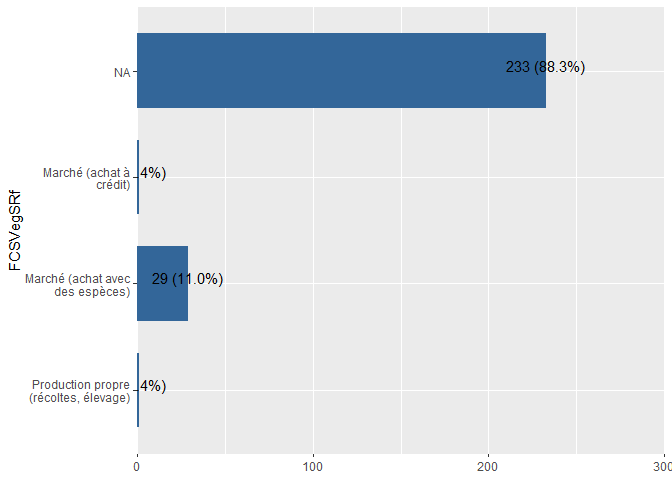 FCSVegSRf
NA
233 (88.3%)
Marché (achat à
crédit)
4%)
Marché (achat avec
des espèces)
29 (11.0%)
Production propre
(récoltes, élevage)
4%)
0
100
200
300